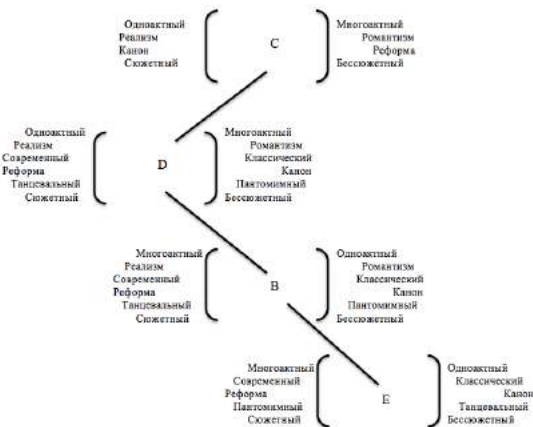 Одноактный
Реализм
Канон
Сюжетный
C
Многоактный
Романтизм
Реформа
Бессюжетный
Одноактный
Реализм
Современный
Реформа
Танцевальный
Сюжетный
D
Многоактный
Романтизм
Классический
Канон
Пантомимный
Бессюжетный
Многоактный
Реализм
Современный
Реформа
Танцевальный
Сюжетный
B
Одноактный
Романтизм
Классический
Канон
Пантомимный
Бессюжетный
Многоактный
Современный
Реформа
Пантомимный
Сюжетный
E
Одноактный
Классический
Канон
Танцевальный
Бессюжетный